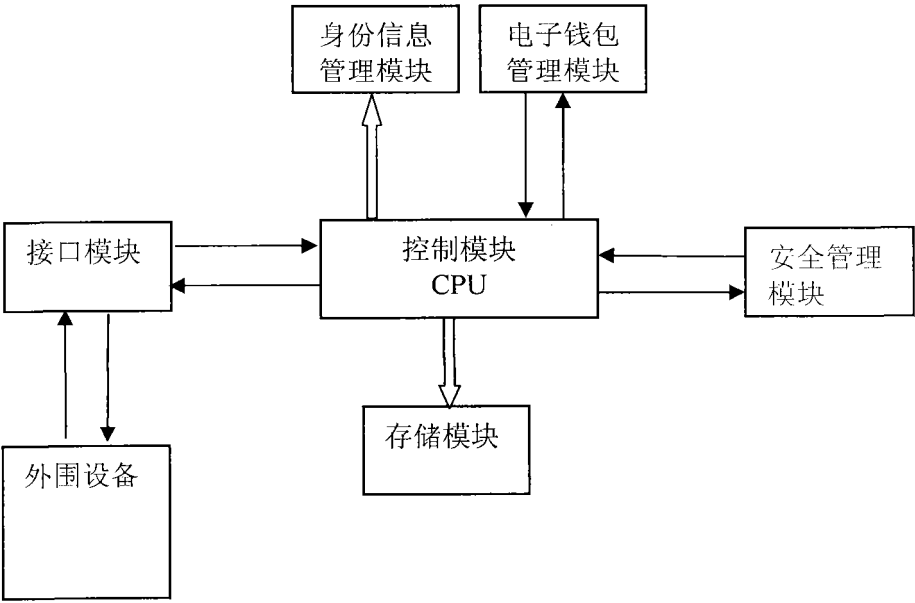 身份信息
管理模块
电子钱包
管理模块
接口模块
控制模块
CPU
安全管理
模块
存储模块
外围设备